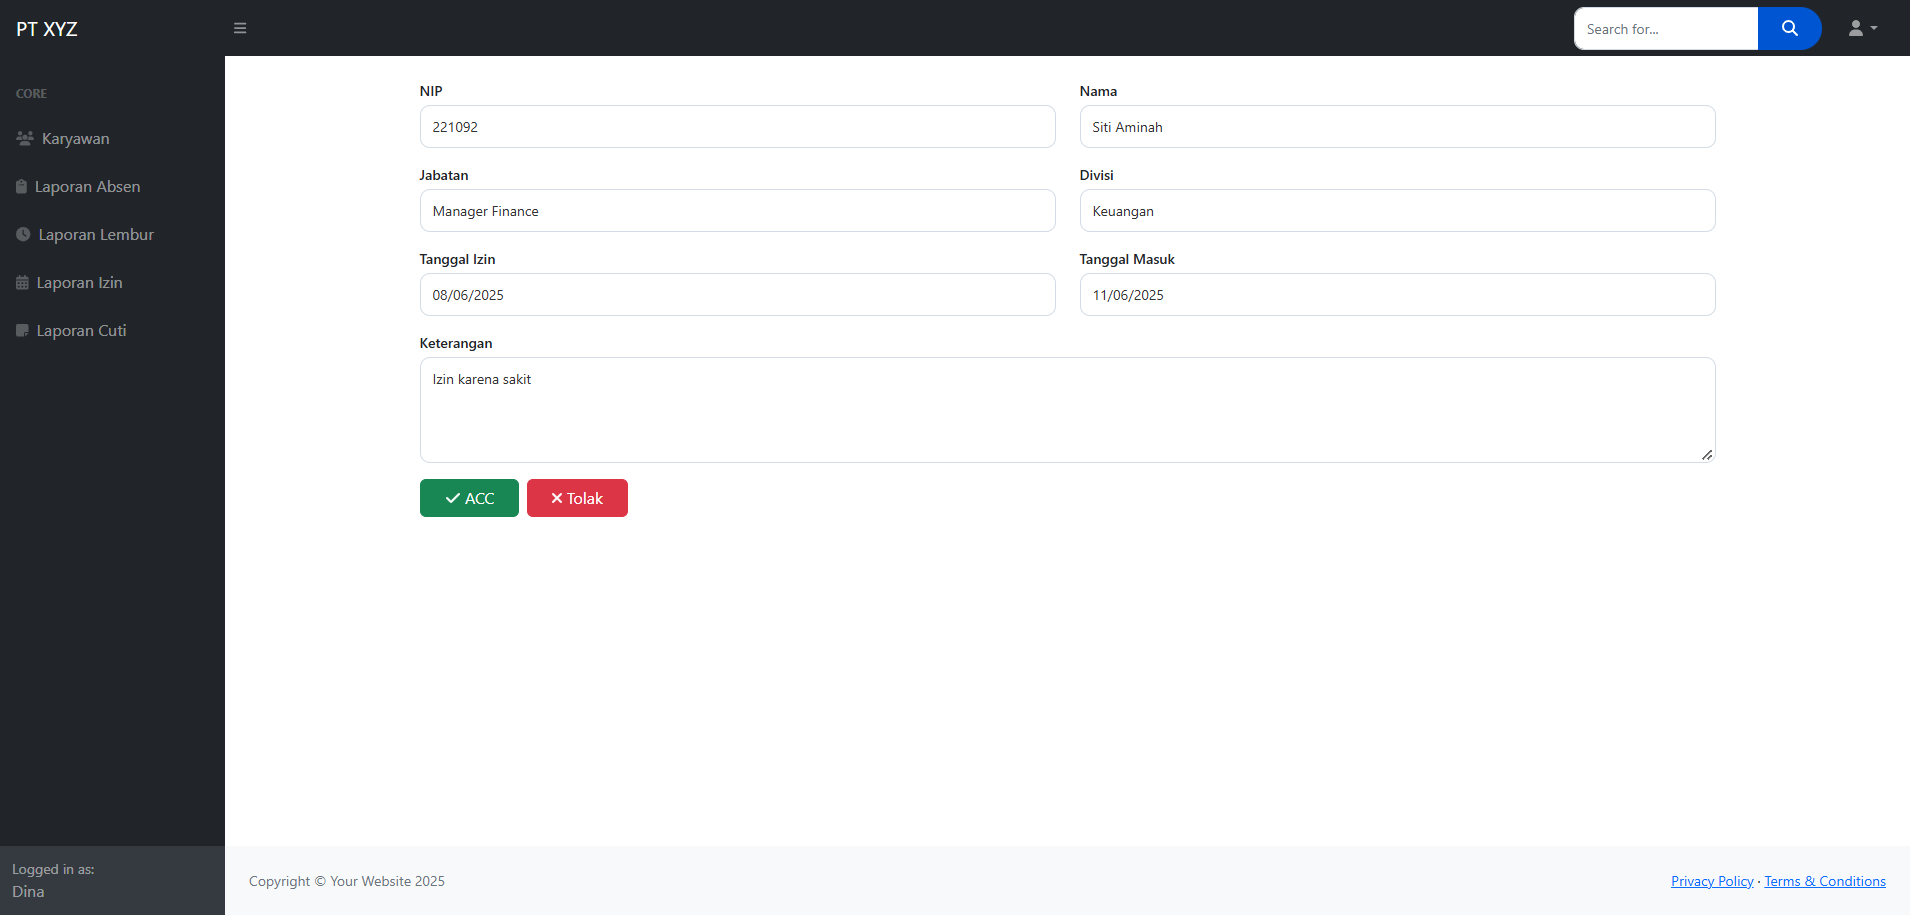 PT XYZ
Search for...
CORE
Karyawan
Laporan Absen
Laporan Lembur
Laporan Izin
Laporan Cuti
Logged in as:
Dina
NIP
221092
Nama
Siti Aminah
Jabatan
Manager Finance
Divisi
Keuangan
Tanggal Izin
08/06/2025
Tanggal Masuk
11/06/2025
Keterangan
Izin karena sakit
ACC
Tolak
Copyright © Your Website 2025
Privacy Policy · Terms & Conditions